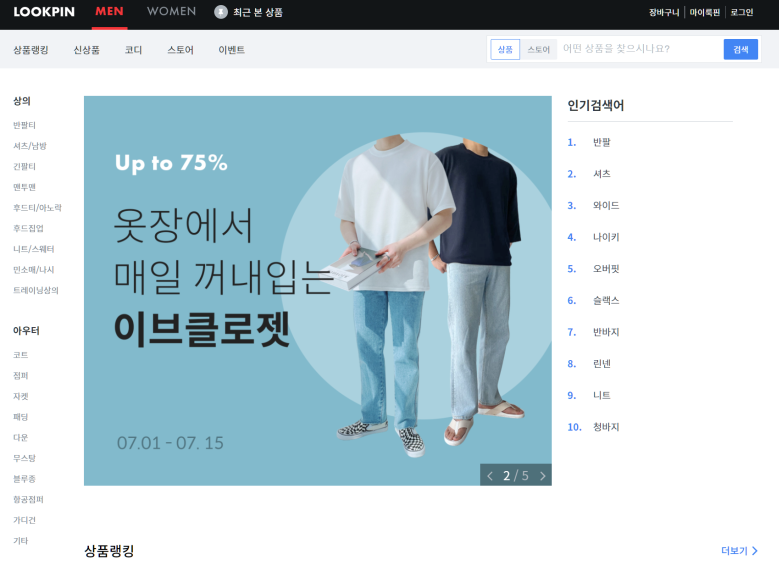 LOOKPIN MEN WOMEN 최근 본 상품 장바구니 마이룩핀 로그인
상품랭킹 신상품 코디 스토어 이벤트 상품 스토어 어떤 상품을 찾으시나요? 검색
상의
반팔티
셔츠/남방
긴팔티
맨투맨
후드티/아노락
후드집업
니트/스웨터
민소매/나시
트레이닝상의
아우터
코트
점퍼
자켓
패딩
다운
무스탕
블루종
항공점퍼
가디건
기타
Up to 75%
옷장에서
매일 꺼내입는
이브클로젯
07.01 - 07. 15
2 / 5
인기검색어
1. 반팔
2. 셔츠
3. 와이드
4. 나이키
5. 오버핏
6. 슬랙스
7. 반바지
8. 린넨
9. 니트
10. 청바지
상품랭킹 더보기